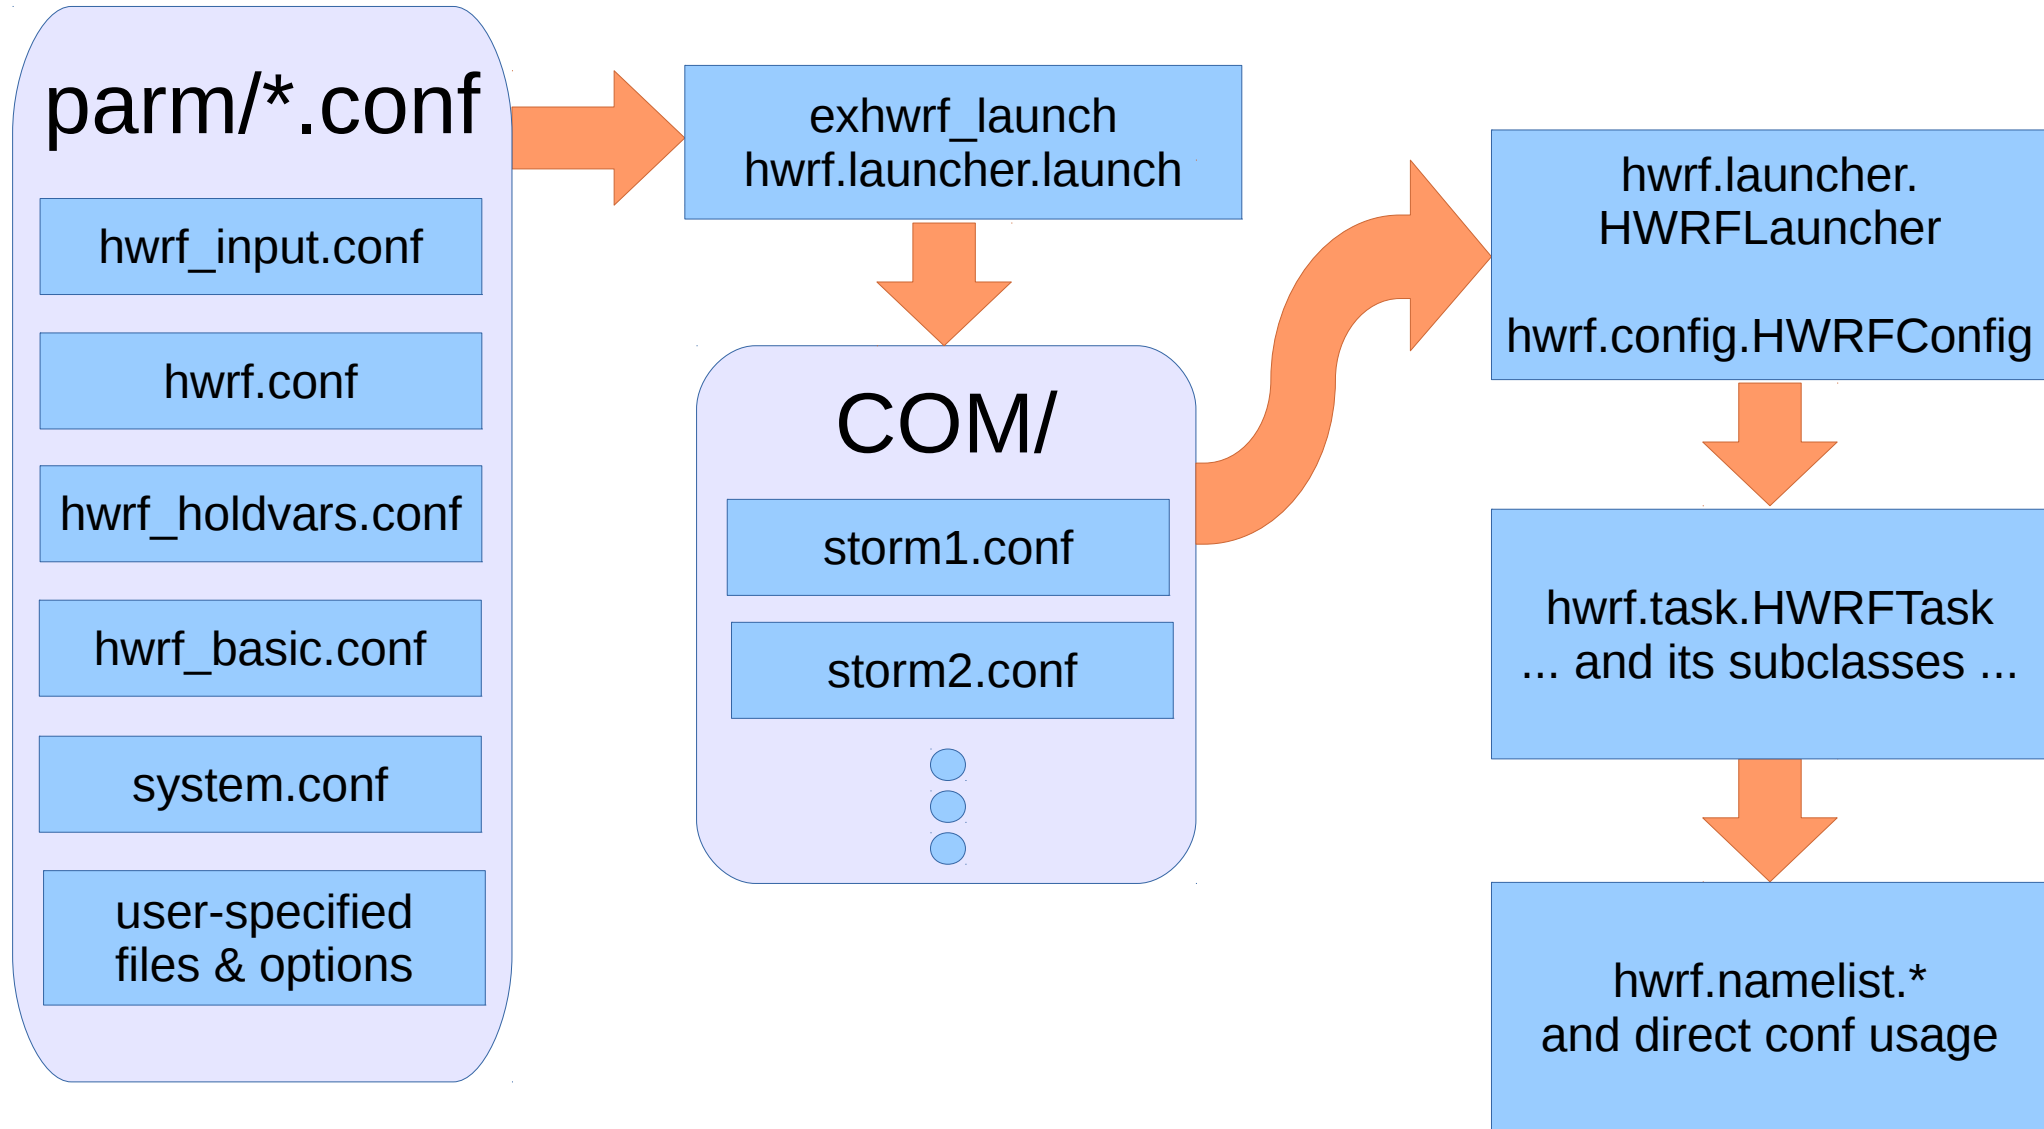 parm/*.conf
hwrf_input.conf
hwrf.conf
hwrf_holdvars.conf
hwrf_basic.conf
system.conf
user-specified
files & options
exhwrf_launch
hwrf.launcher.launch
COM/
storm1.conf
storm2.conf
hwrf.launcher.
HWRFLauncher
hwrf.config.HWRFConfig
hwrf.task.HWRFTask
... and its subclasses ...
hwrf.namelist.*
and direct conf usage